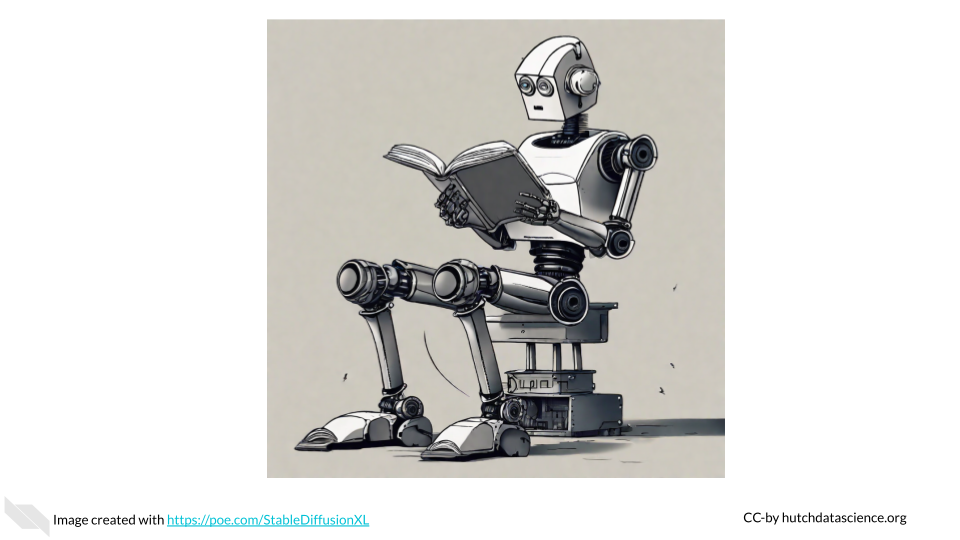 Image created with https://poe.com/StableDiffusionXL
CC-by hutchdatascience.org